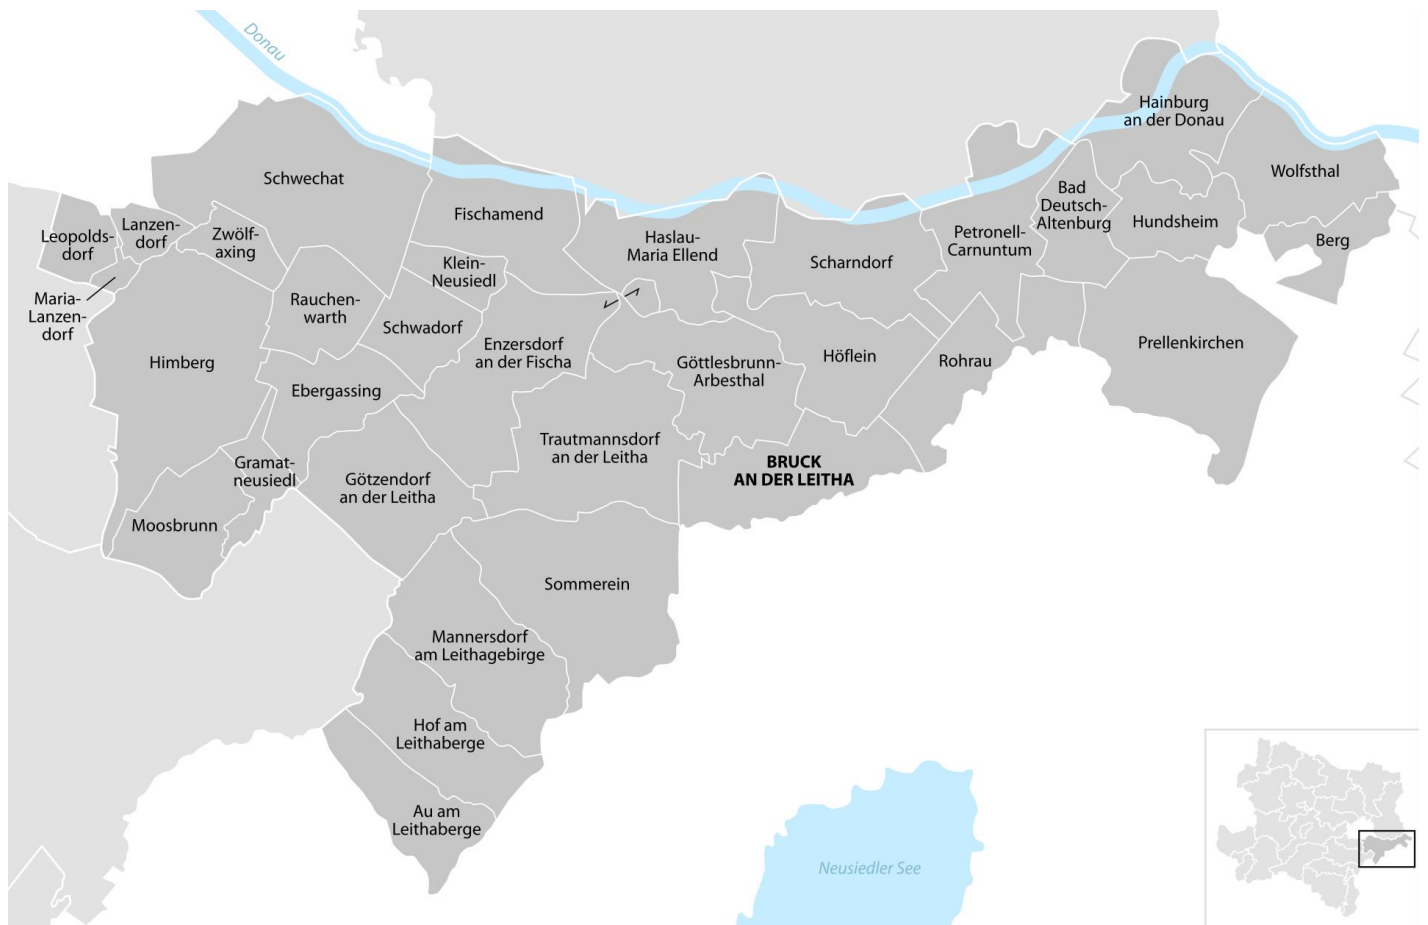 Donau
Hainburg
an der Donau
Wolfsthal
Schwechat
Bad
Deutsch-
Altenburg
Fischamend
Hundsheim
Lanzen-
dorf
Leopolds-
dorf
Zwölf-
axing
Haslau-
Maria Ellend
Petronell-
Carnuntum
Berg
Klein-
Neusiedl
Scharndorf
Maria-
Lanzen-
dorf
Rauchen-
warth
Schwadorf
Enzersdorf
an der Fischa
Prellenkirchen
Himberg
Göttlesbrunn-
Arbesthal
Höflein
Rohrau
Ebergassing
Trautmannsdorf
an der Leitha
BRUCK
AN DER LEITHA
Gramat-
neusiedl
Götzendorf
an der Leitha
Moosbrunn
Sommerein
Mannersdorf
am Leithagebirge
Hof am
Leithaberge
Au am
Leithaberge
Neusiedler See